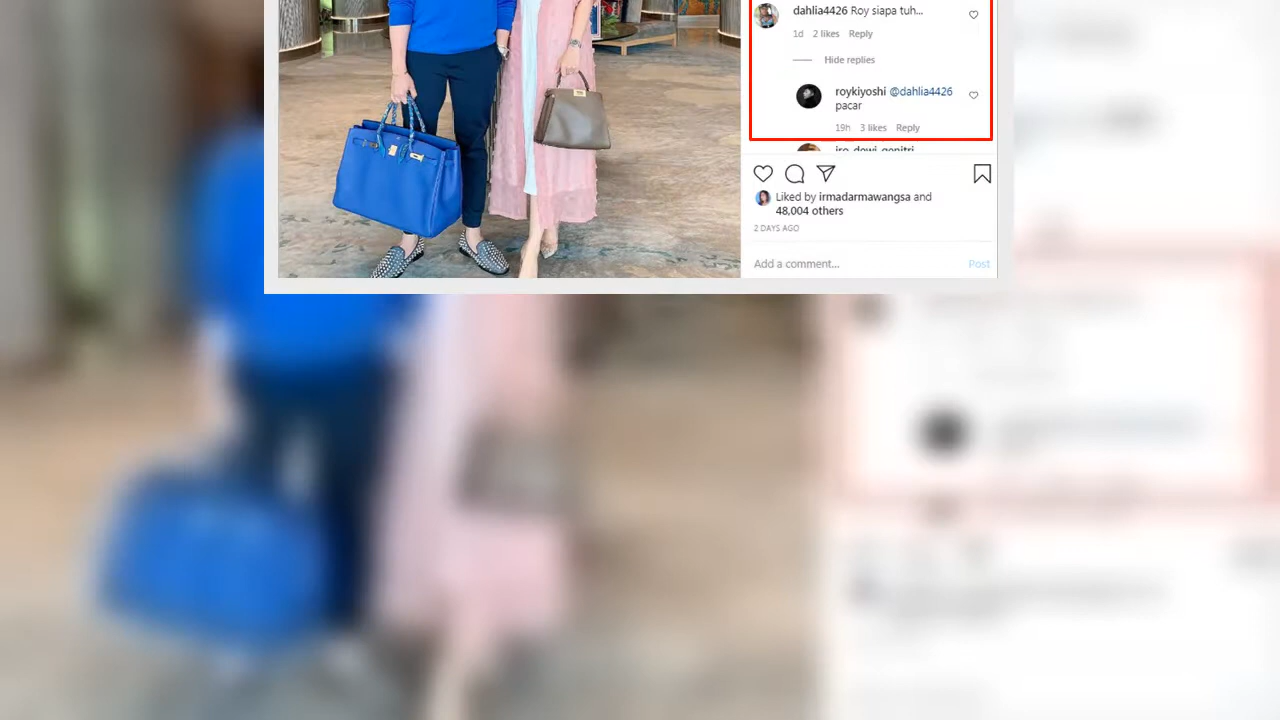 dahlia4426 Roy siapa tuh...
1d 2 likes Reply
Hide replies
roykiyoshi @dahlia4426
pacar
19h 3 likes Reply
Liked by irmadarmawangsa and
48,004 others
2 DAYS AGO
Add a comment... Post